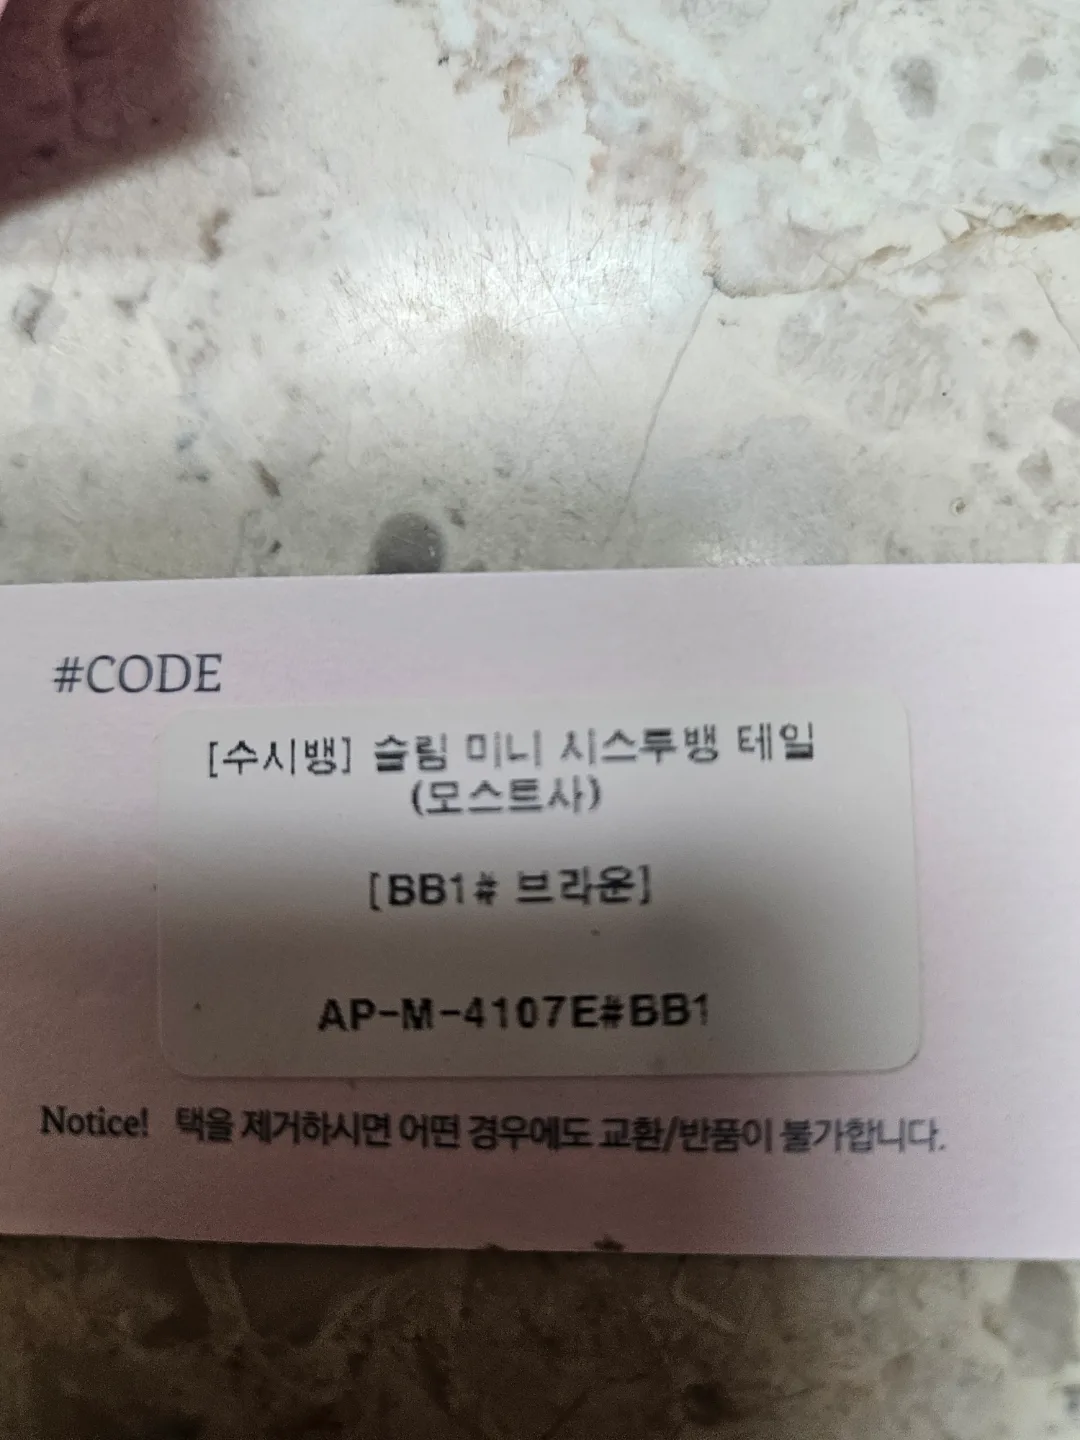 #CODE
[수시뱅] 슬림 미니 시스루뱅 테일
(모스트사)
[BB1# 브라운]
AP-M-4107E#BB1
Notice! 택을 제거하시면 어떤 경우에도 교환/반품이 불가합니다.